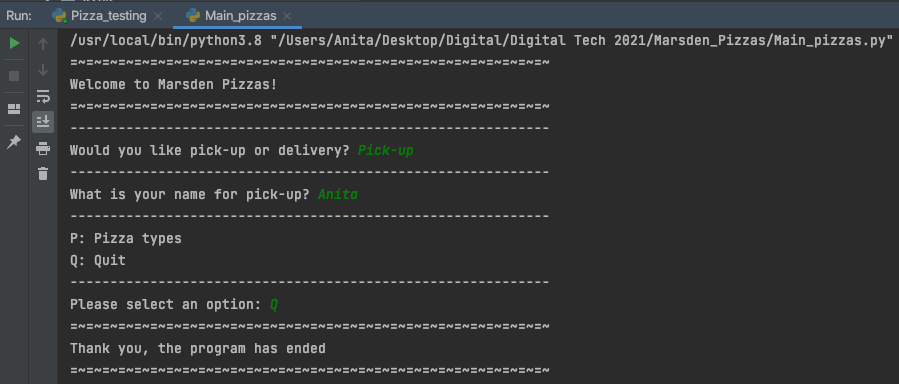 Run: Pizza_testing × Main_pizzas ×
/usr/local/bin/python3.8 "/Users/Anita/Desktop/Digital/Digital Tech 2021/Marsden_Pizzas/Main_pizzas.py"
=~=~=~=~=~=~=~=~=~=~=~=~=~=~=~=~=~=~=~=~=~=~=~=~=~=~=~=~=~=~
Welcome to Marsden Pizzas!
=~=~=~=~=~=~=~=~=~=~=~=~=~=~=~=~=~=~=~=~=~=~=~=~=~=~=~=~=~=~
------------------------------------------------------------
Would you like pick-up or delivery? Pick-up
------------------------------------------------------------
What is your name for pick-up? Anita
------------------------------------------------------------
P: Pizza types
Q: Quit
------------------------------------------------------------
Please select an option: Q
=~=~=~=~=~=~=~=~=~=~=~=~=~=~=~=~=~=~=~=~=~=~=~=~=~=~=~=~=~=~
Thank you, the program has ended
=~=~=~=~=~=~=~=~=~=~=~=~=~=~=~=~=~=~=~=~=~=~=~=~=~=~=~=~=~=~